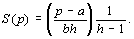 S'(p) = ((p − a)/(bh)) 1/(h − 1).